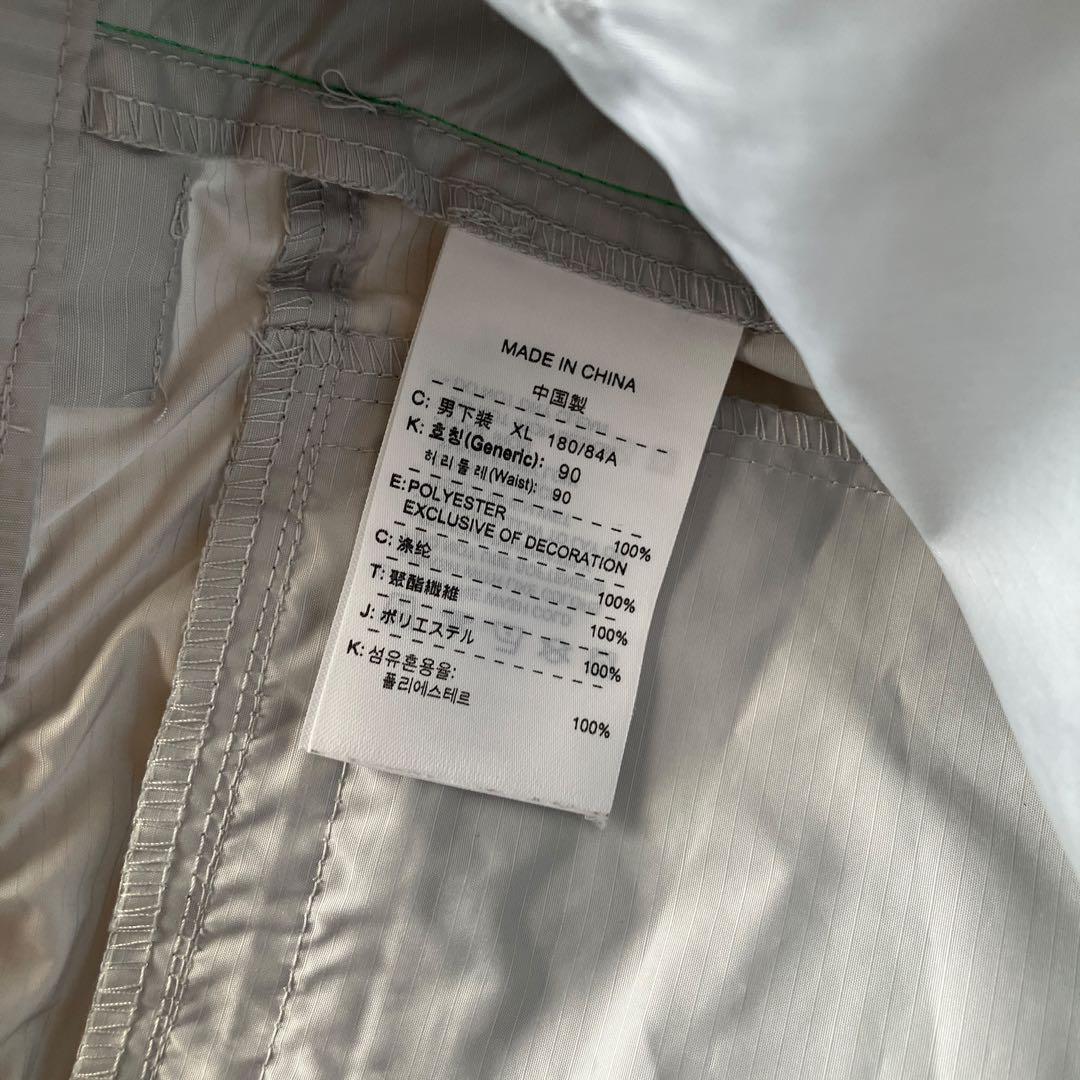 MADE IN CHINA
中国製
C: 男下装 XL 180/84A
K: 호칭(Generic): 90
허리둘레(Waist): 90
E: POLYESTER 100%
EXCLUSIVE OF DECORATION
C: 涤纶 100%
T: 聚酯纖維 100%
J: ポリエステル 100%
K: 섬유혼용율:
폴리에스테르 100%